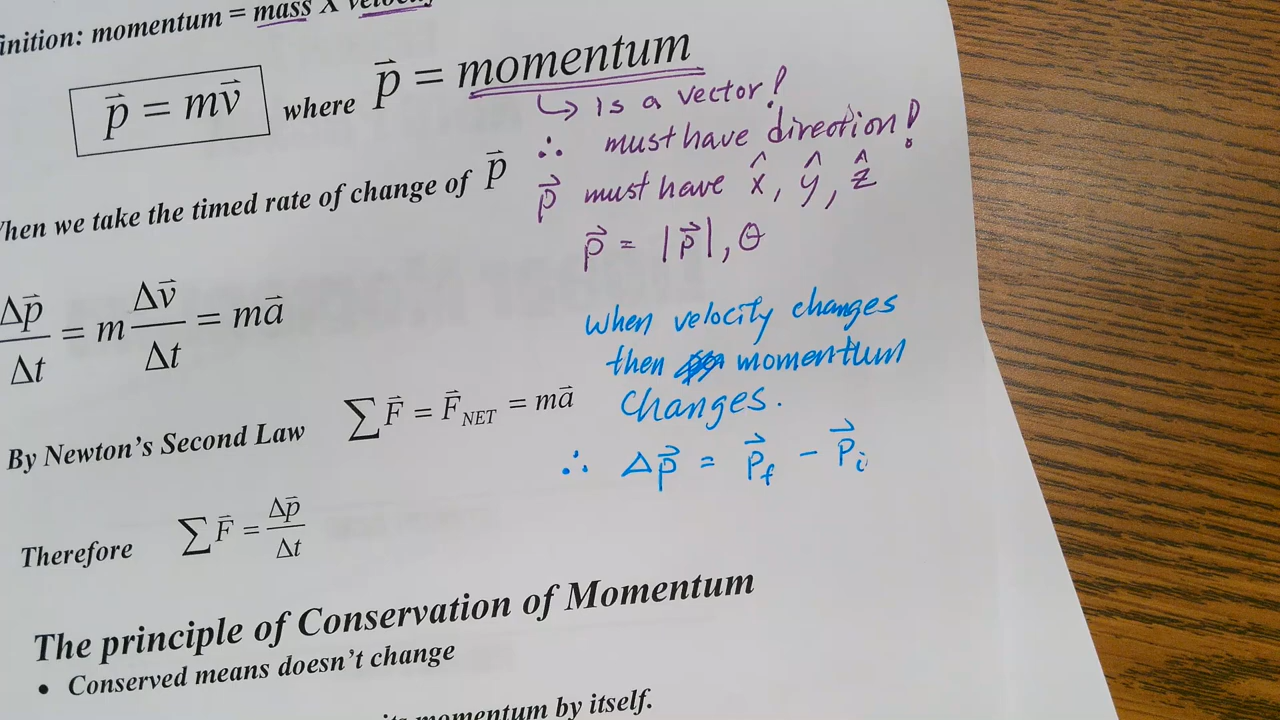 inition: momentum = mass X
p⃗ = mv⃗ where p⃗ = momentum
↳ is a vector!
∴ must have direction!
p⃗ must have x̂, ŷ, ẑ
p⃗ = |p⃗|, θ
hen we take the timed rate of change of p⃗
Δp⃗/Δt = m Δv⃗/Δt = ma⃗
When velocity changes
then momentum
changes.
∴ Δp⃗ = p⃗f - p⃗i
By Newton's Second Law ∑F⃗ = F⃗NET = ma⃗
Therefore ∑F⃗ = Δp⃗/Δt
The principle of Conservation of Momentum
• Conserved means doesn't change
momentum by itself.